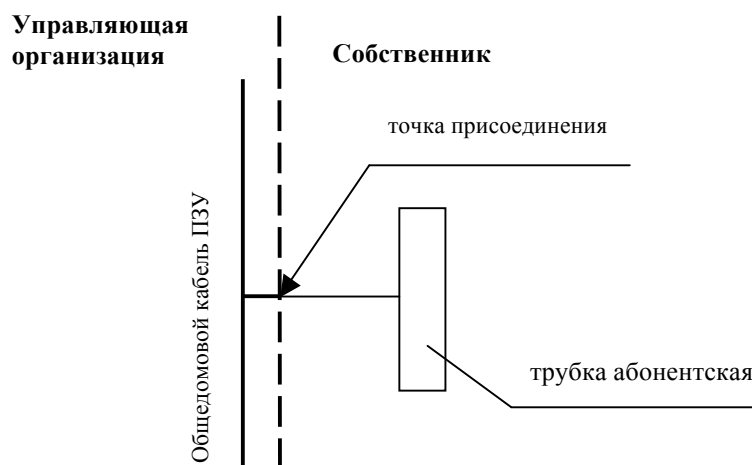 Управляющая
организация
Собственник
точка присоединения
Общедомовой кабель ПЗУ
трубка абонентская